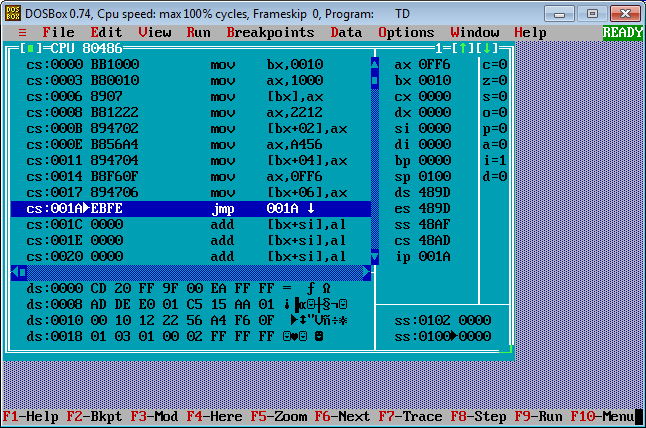 DOSBox 0.74, Cpu speed: max 100% cycles, Frameskip 0, Program: TD
≡ File Edit View Run Breakpoints Data Options Window Help READY
[■]=CPU 80486 1=[↑][↓]
cs:0000 BB1000 mov bx,0010 ax 0FF6 c=0
cs:0003 B80010 mov ax,1000 bx 0010 z=0
cs:0006 8907 mov [bx],ax cx 0000 s=0
cs:0008 B81222 mov ax,2212 dx 0000 o=0
cs:000B 894702 mov [bx+02],ax si 0000 p=0
cs:000E B856A4 mov ax,A456 di 0000 a=0
cs:0011 894704 mov [bx+04],ax bp 0000 i=1
cs:0014 B8F60F mov ax,0FF6 sp 0100 d=0
cs:0017 894706 mov [bx+06],ax ds 489D
cs:001A►EBFE jmp 001A ↓ es 489D
cs:001C 0000 add [bx+si],al ss 48AF
cs:001E 0000 add [bx+si],al cs 48AD
cs:0020 0000 add [bx+si],al ip 001A
ds:0000 CD 20 FF 9F 00 EA FF FF = ƒ Ω
ds:0008 AD DE E0 01 C5 15 AA 01 ¡▐α☺┼§¬☺
ds:0010 00 10 12 22 56 A4 F6 0F ►↕"Vñ÷☼ ss:0102 0000
ds:0018 01 03 01 00 02 FF FF FF ☺♥☺ ☻ ss:0100►0000
F1-Help F2-Bkpt F3-Mod F4-Here F5-Zoom F6-Next F7-Trace F8-Step F9-Run F10-Menu